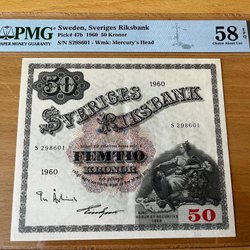 PMG
PAPER MONEY GUARANTY
Sweden, Sveriges Riksbank
Pick# 47b 1960 50 Kronor
S/N S298601 - Wmk: Mercury's Head
58 EPQ
Choice About Unc
50
1960
SVERIGES
RIKSBANK
S 298601
S 298601
FEMTIO
KRONOR
1960
50